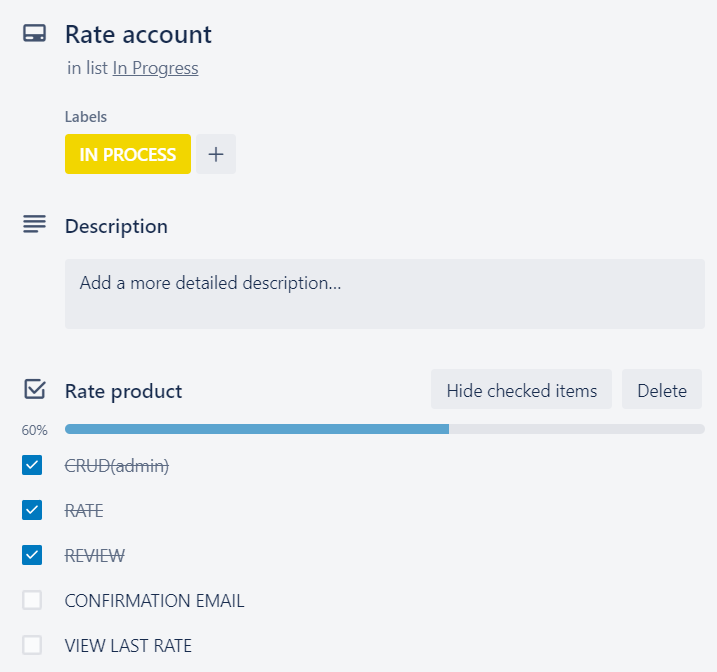 Rate account
in list In Progress
Labels
IN PROCESS +
Description
Add a more detailed description...
Rate product Hide checked items Delete
60%
CRUD(admin)
RATE
REVIEW
CONFIRMATION EMAIL
VIEW LAST RATE